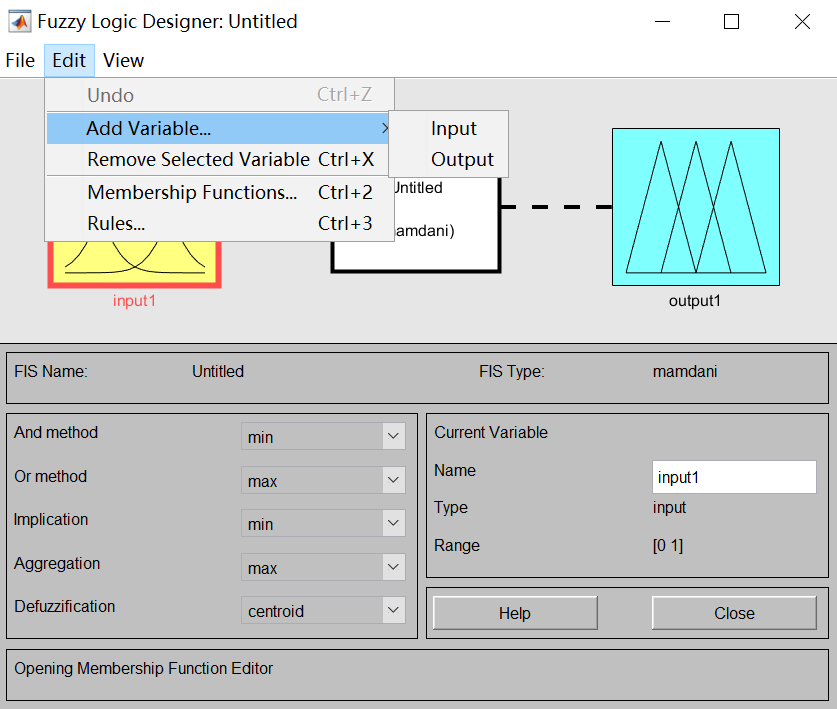 Fuzzy Logic Designer: Untitled
File Edit View
Undo Ctrl+Z
Add Variable...
Input
Remove Selected Variable Ctrl+X
Output
Membership Functions... Ctrl+2
Rules... Ctrl+3
Untitled
amdani)
input1
output1
FIS Name: Untitled FIS Type: mamdani
And method min
Or method max
Implication min
Aggregation max
Defuzzification centroid
Current Variable
Name input1
Type input
Range [0 1]
Help Close
Opening Membership Function Editor